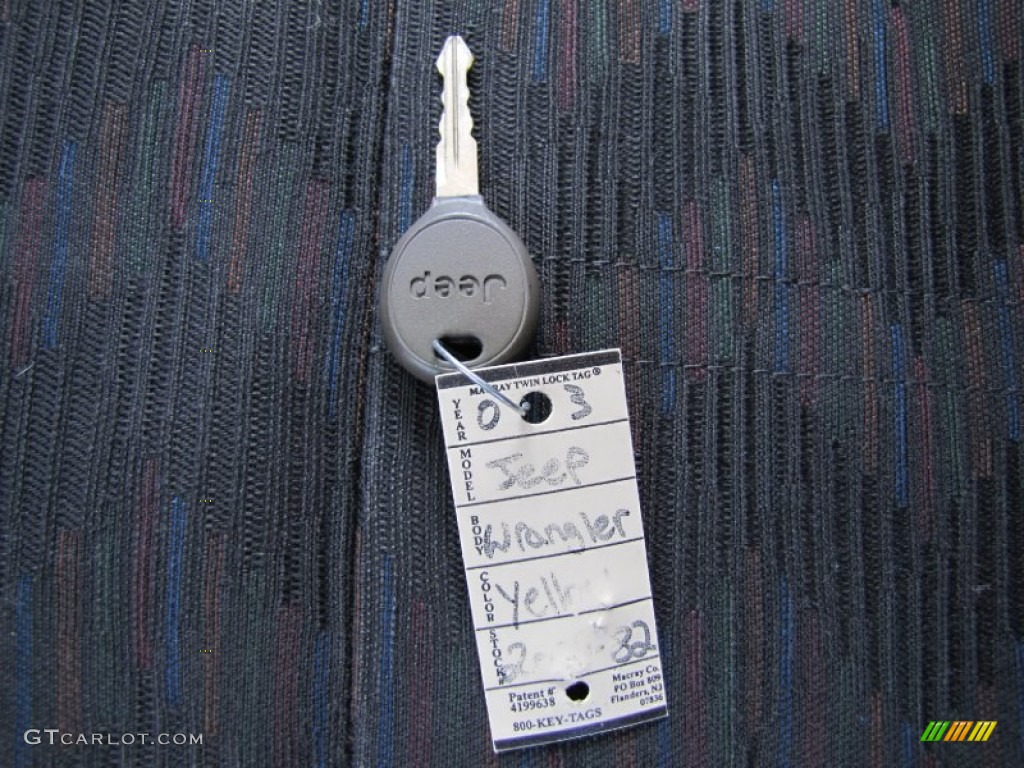 Jeep
MACRAY TWIN LOCK TAG®
YEAR 0 3
MODEL Jeep
BODY Wrangler
COLOR
STOCK# 32
Patent #
4199638
Macray Co.
PO Box 809
Flanders, NJ
07836
800-KEY-TAGS
GTCARLOT.COM